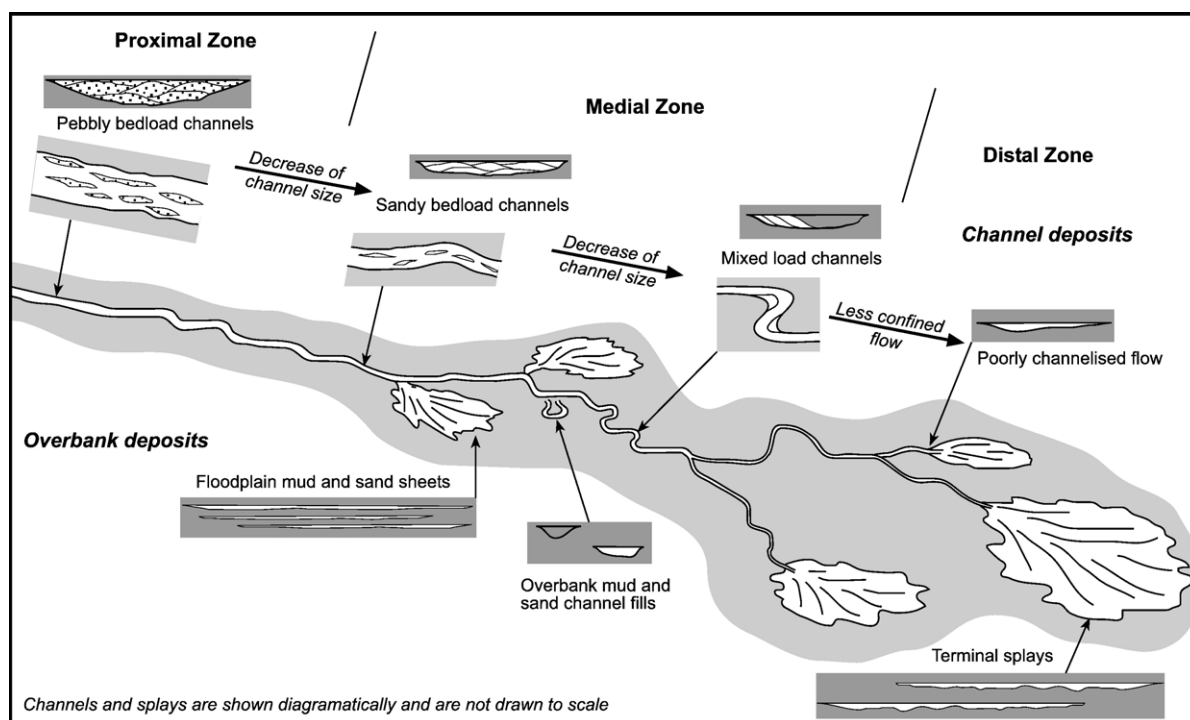 Proximal Zone
Pebbly bedload channels
Decrease of
channel size
Medial Zone
Sandy bedload channels
Decrease of
channel size
Mixed load channels
Distal Zone
Channel deposits
Less confined
flow
Poorly channelised flow
Overbank deposits
Floodplain mud and sand sheets
Overbank mud and
sand channel fills
Terminal splays
Channels and splays are shown diagramatically and are not drawn to scale